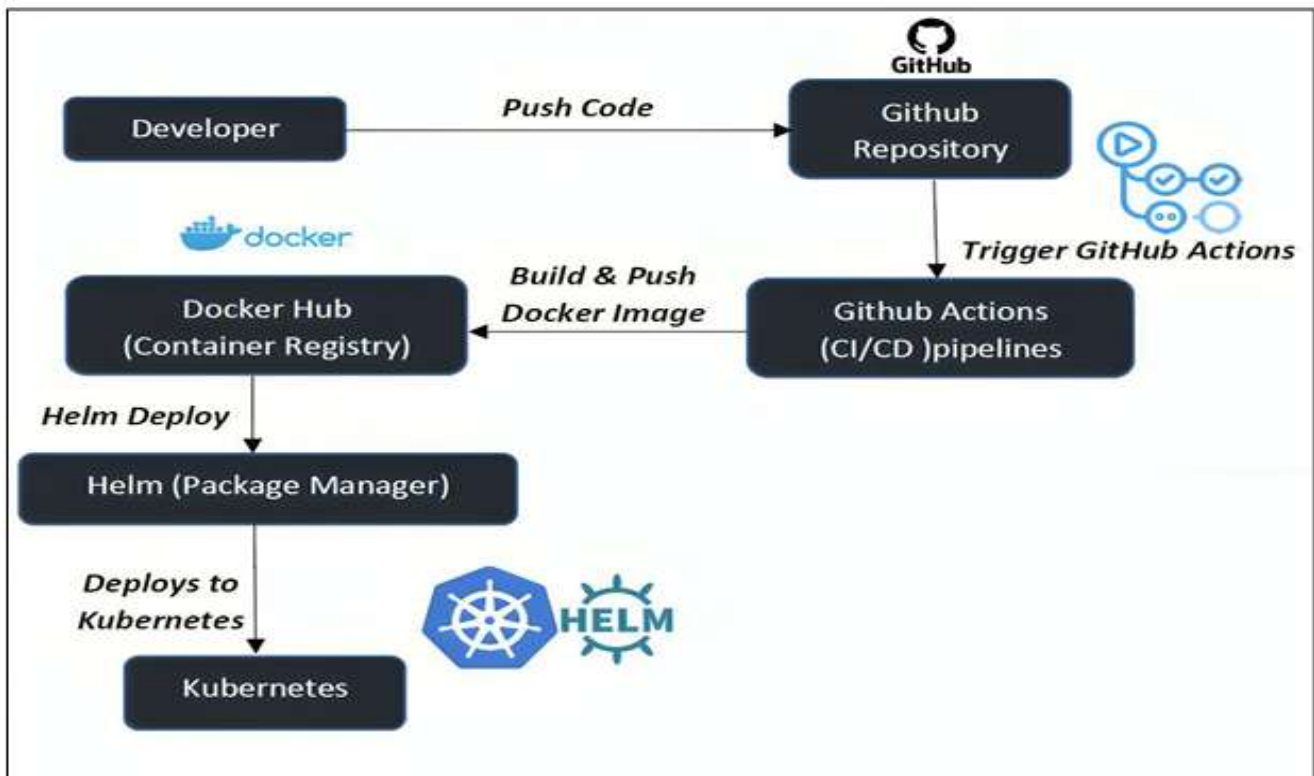 GitHub
Developer
Push Code
Github
Repository
Trigger GitHub Actions
docker
Docker Hub
(Container Registry)
Build & Push
Docker Image
Github Actions
(CI/CD )pipelines
Helm Deploy
Helm (Package Manager)
Deploys to
Kubernetes
HELM
Kubernetes